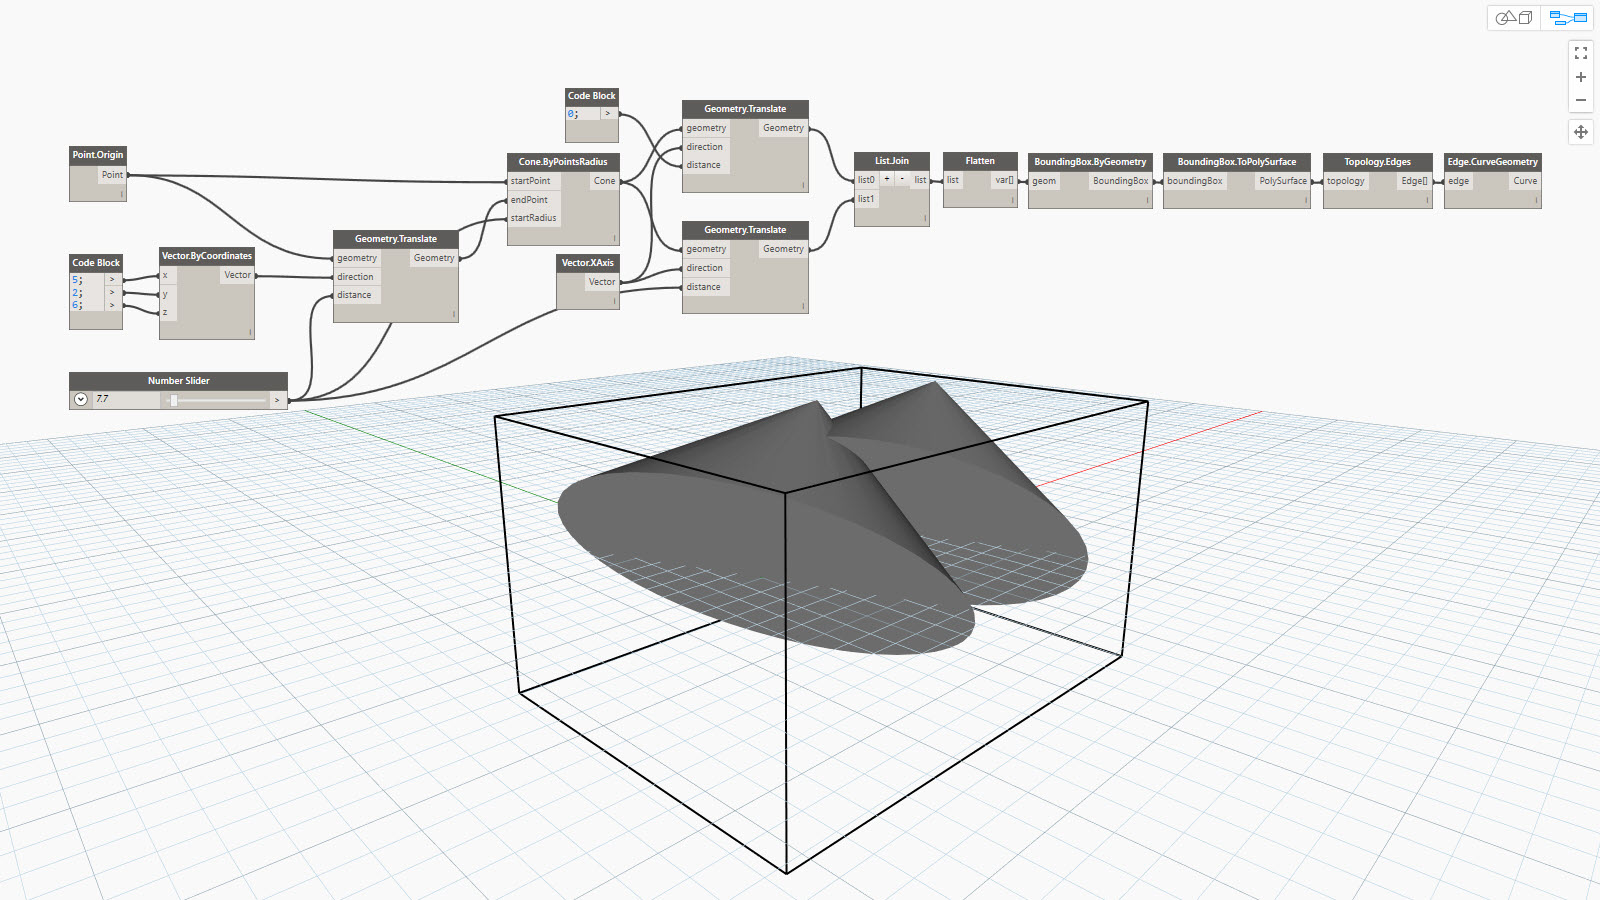 Point.Origin
Point
Code Block
5; >
2; >
6; >
Vector.ByCoordinates
x Vector
y
z
Number Slider
7.7 >
Geometry.Translate
geometry Geometry
direction
distance
Code Block
0; >
Cone.ByPointsRadius
startPoint Cone
endPoint
startRadius
Vector.XAxis
Vector
Geometry.Translate
geometry Geometry
direction
distance
Geometry.Translate
geometry Geometry
direction
distance
List.Join
list0 + - list
list1
Flatten
list var[]
BoundingBox.ByGeometry
geom BoundingBox
BoundingBox.ToPolySurface
boundingBox PolySurface
Topology.Edges
topology Edge[]
Edge.CurveGeometry
edge Curve